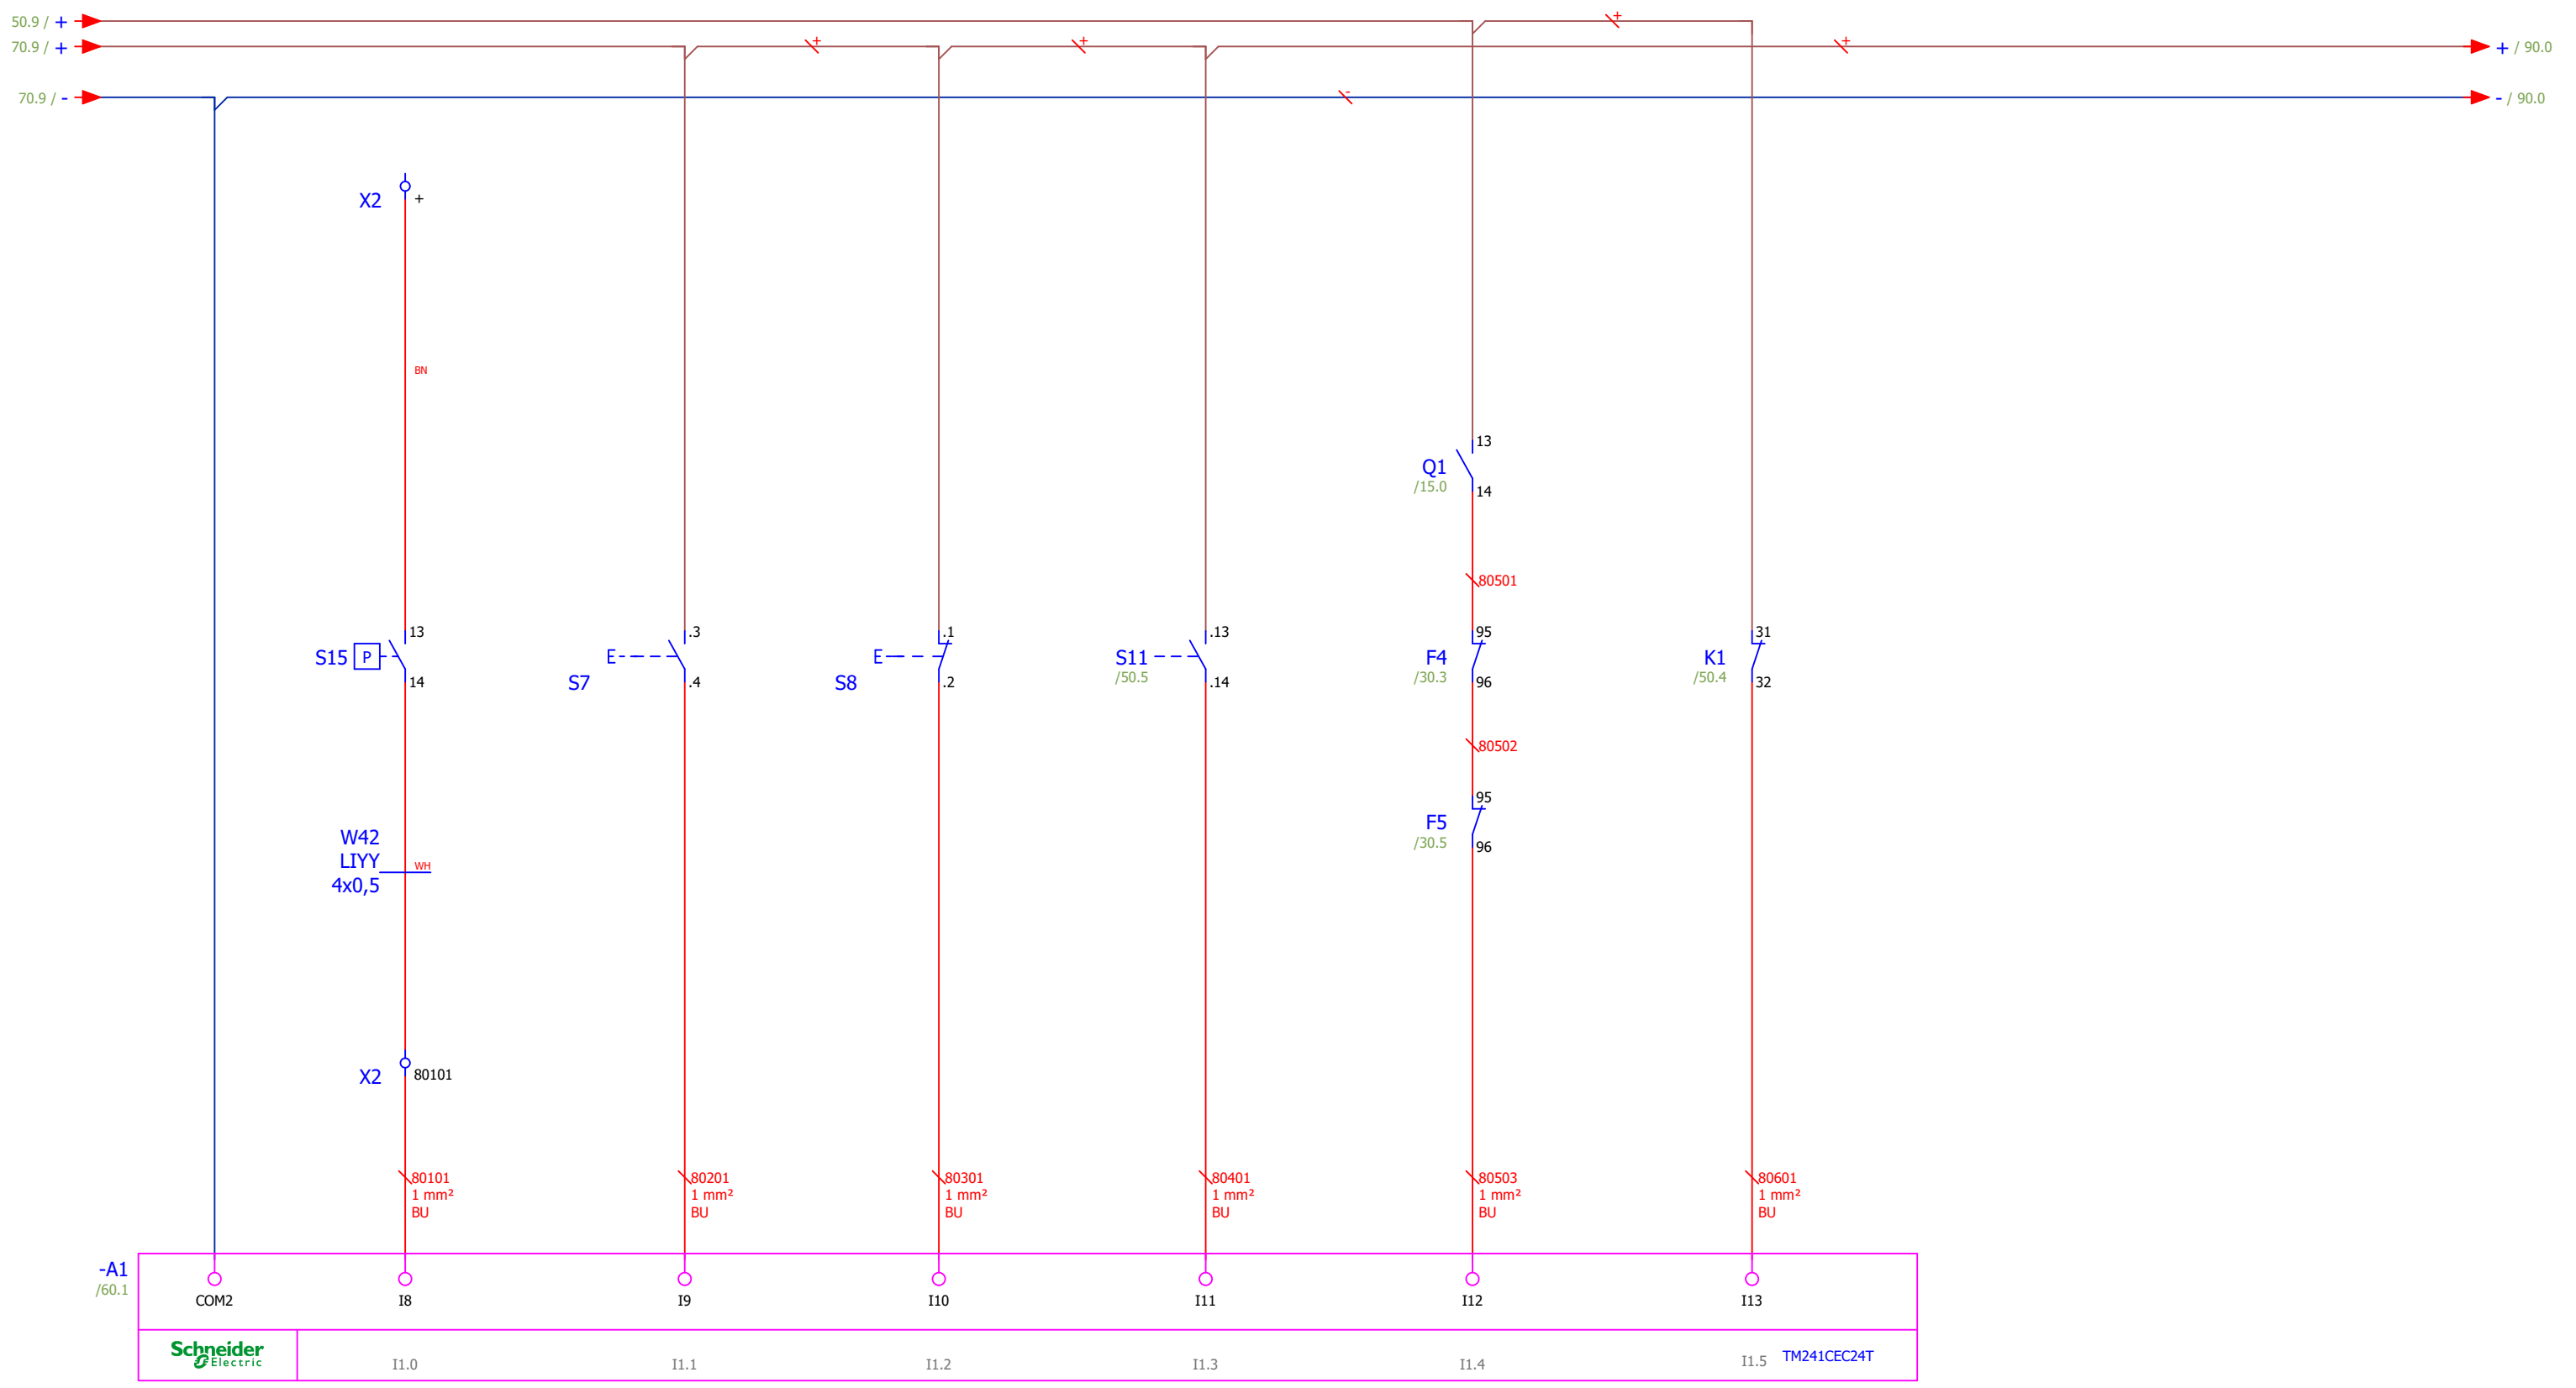 50.9 / +
70.9 / +
70.9 / -
+
+
+
+
-
+ / 90.0
- / 90.0
X2
+
BN
13
Q1
/15.0
14
80501
S15
P
13
14
E
S7
.3
.4
E
S8
.1
.2
S11
/50.5
.13
.14
F4
/30.3
95
96
K1
/50.4
31
32
80502
F5
/30.5
95
96
W42
LIYY
4x0,5
WH
X2
80101
80101
1 mm²
BU
80201
1 mm²
BU
80301
1 mm²
BU
80401
1 mm²
BU
80503
1 mm²
BU
80601
1 mm²
BU
-A1
/60.1
COM2
I8
I9
I10
I11
I12
I13
Schneider
Electric
I1.0
I1.1
I1.2
I1.3
I1.4
I1.5
TM241CEC24T